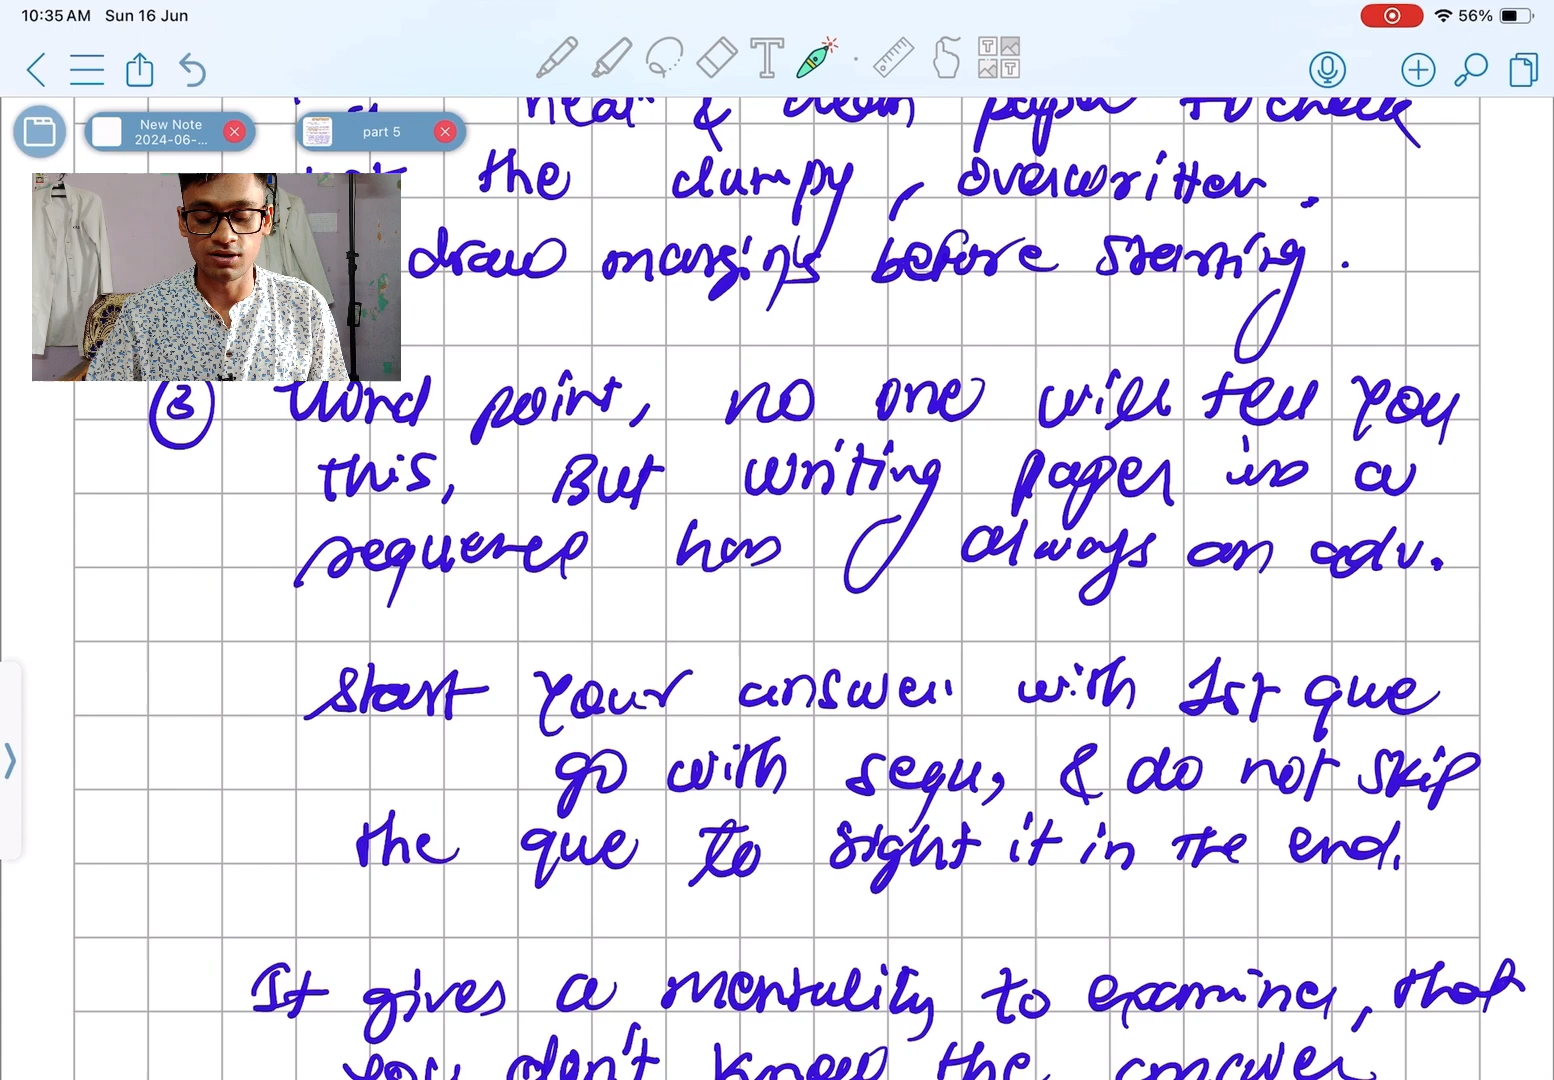 10:35 AM Sun 16 Jun
56%
New Note
2024-06-...
part 5
neat & clean paper to check
the clumpy, overwritten.
draw margins before starting.
3 third point, no one will tell you
this, But writing paper in a
sequence has always an adv.
start your answer with 1st que
go with sequ, & do not skip
the que to right it in the end.
It gives a mentality to examiner, that
you don't know the answer